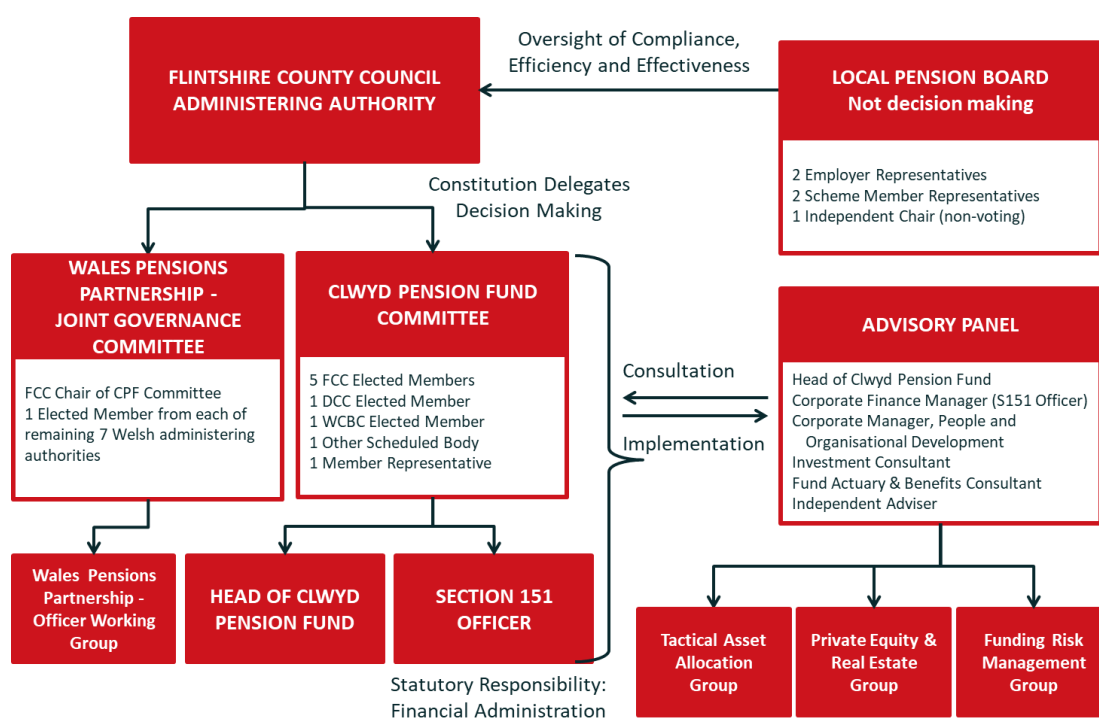 FLINTSHIRE COUNTY COUNCIL
ADMINISTERING AUTHORITY
Oversight of Compliance,
Efficiency and Effectiveness
LOCAL PENSION BOARD
Not decision making
2 Employer Representatives
2 Scheme Member Representatives
1 Independent Chair (non-voting)
Constitution Delegates
Decision Making
WALES PENSIONS
PARTNERSHIP -
JOINT GOVERNANCE
COMMITTEE
FCC Chair of CPF Committee
1 Elected Member from each of
remaining 7 Welsh administering
authorities
CLWYD PENSION FUND
COMMITTEE
5 FCC Elected Members
1 DCC Elected Member
1 WCBC Elected Member
1 Other Scheduled Body
1 Member Representative
Consultation
Implementation
ADVISORY PANEL
Head of Clwyd Pension Fund
Corporate Finance Manager (S151 Officer)
Corporate Manager, People and
Organisational Development
Investment Consultant
Fund Actuary & Benefits Consultant
Independent Adviser
Wales Pensions
Partnership -
Officer Working
Group
HEAD OF CLWYD
PENSION FUND
SECTION 151
OFFICER
Statutory Responsibility:
Financial Administration
Tactical Asset
Allocation
Group
Private Equity &
Real Estate
Group
Funding Risk
Management
Group